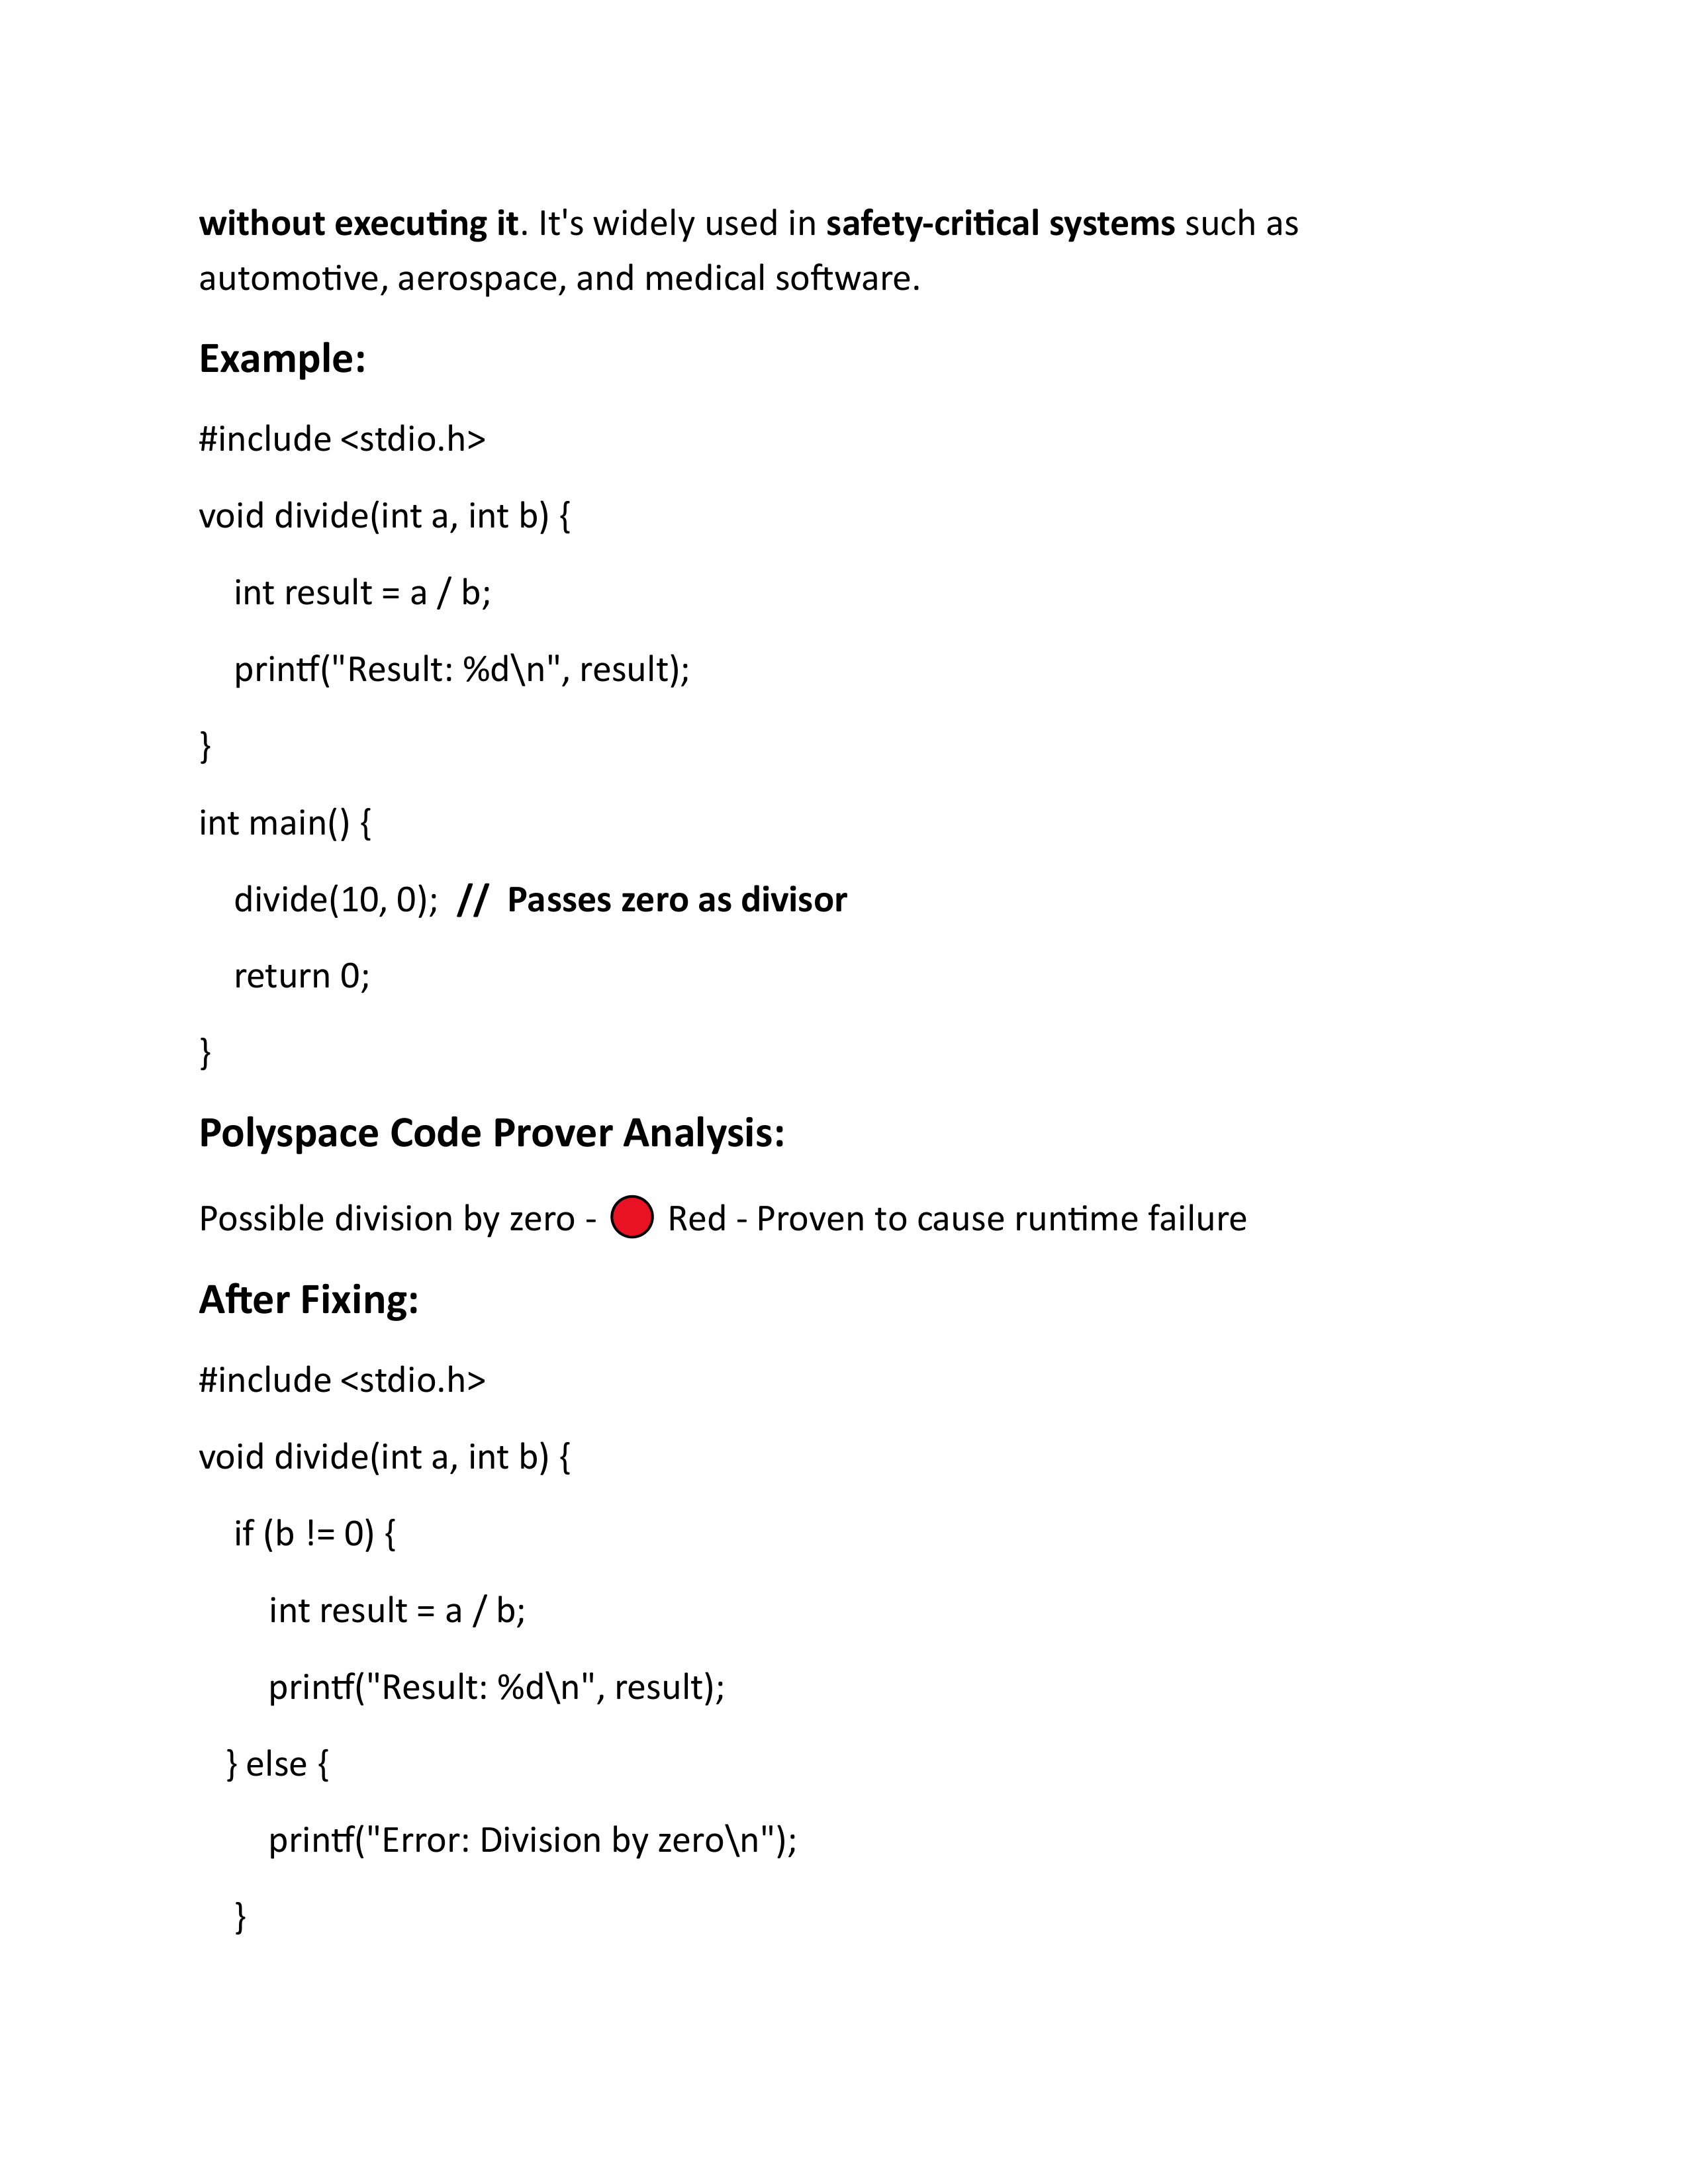 without executing it. It's widely used in safety-critical systems such as
automotive, aerospace, and medical software.
Example:
#include <stdio.h>
void divide(int a, int b) {
int result = a / b;
printf("Result: %d\n", result);
}
int main() {
divide(10, 0);  //  Passes zero as divisor
return 0;
}
Polyspace Code Prover Analysis:
Possible division by zero - 🔴 Red - Proven to cause runtime failure
After Fixing:
#include <stdio.h>
void divide(int a, int b) {
if (b != 0) {
int result = a / b;
printf("Result: %d\n", result);
} else {
printf("Error: Division by zero\n");
}